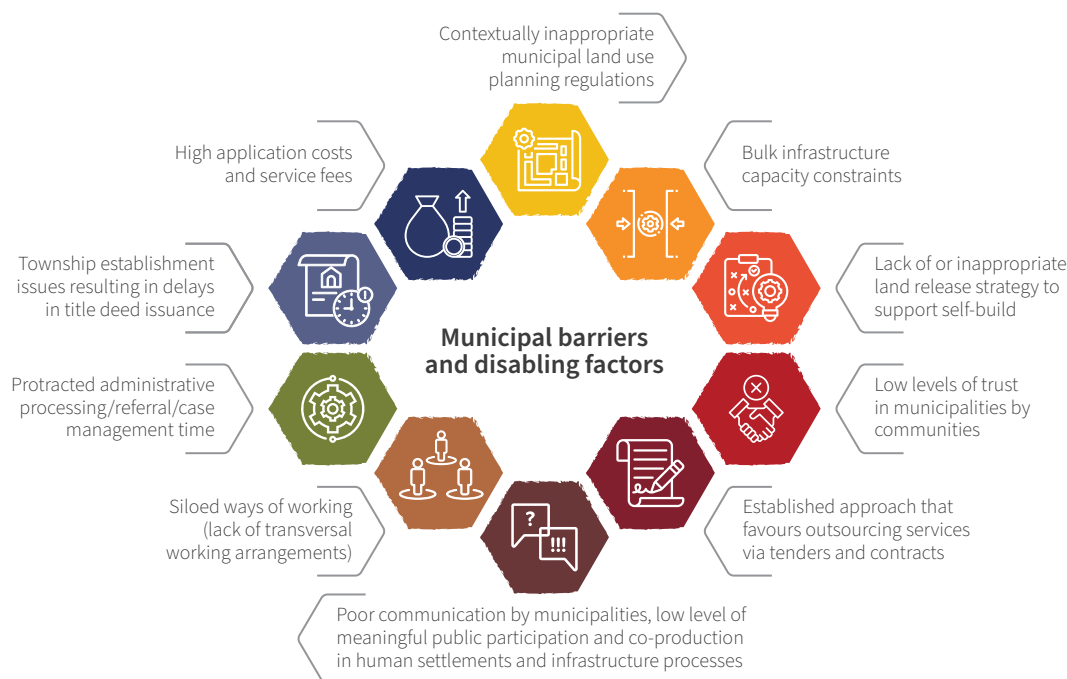 Contextually inappropriate
municipal land use
planning regulations
High application costs
and service fees
Bulk infrastructure
capacity constraints
Township establishment
issues resulting in delays
in title deed issuance
Lack of or inappropriate
land release strategy to
support self-build
Municipal barriers
and disabling factors
Protracted administrative
processing/referral/case
management time
Low levels of trust
in municipalities by
communities
Siloed ways of working
(lack of transversal
working arrangements)
?
!!!
Established approach that
favours outsourcing services
via tenders and contracts
Poor communication by municipalities, low level of
meaningful public participation and co-production
in human settlements and infrastructure processes